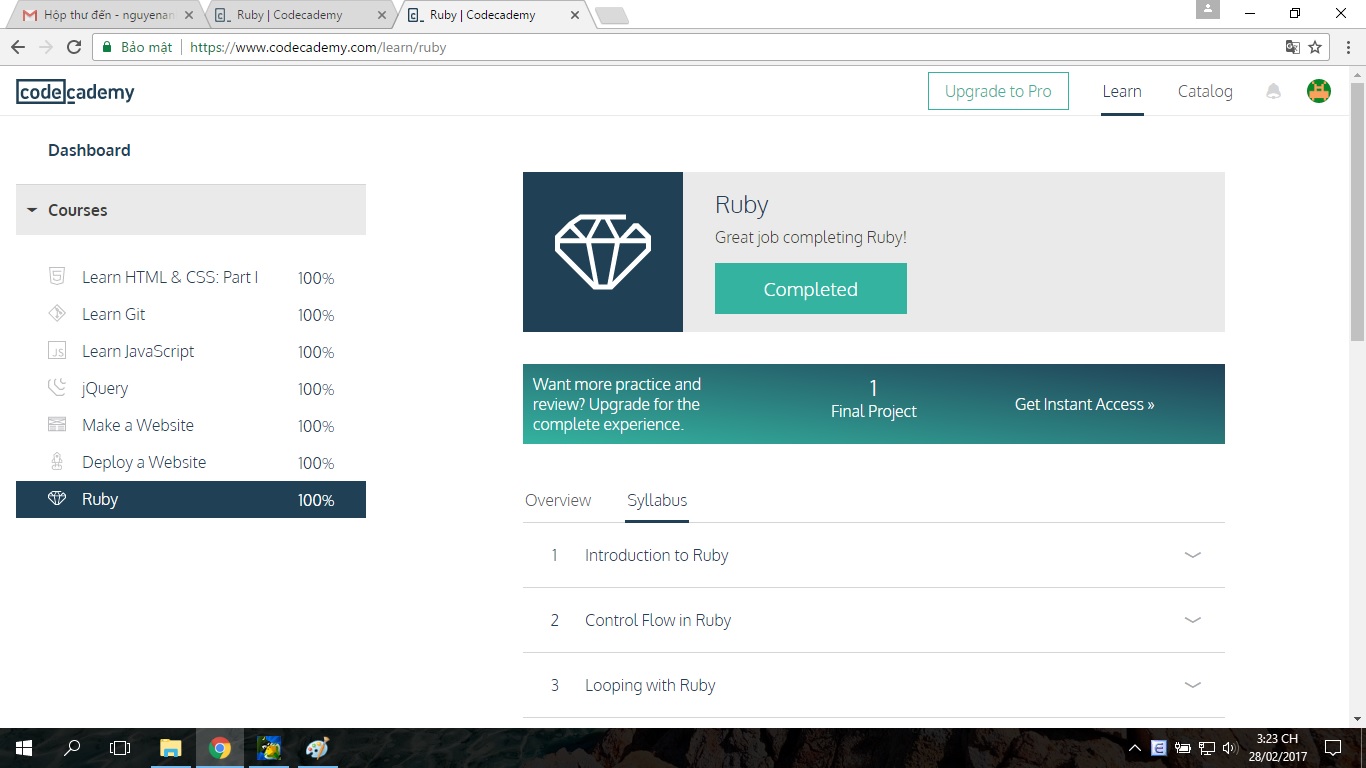 Hộp thư đến - nguyenan
Ruby | Codecademy
Ruby | Codecademy
Bảo mật
https://www.codecademy.com/learn/ruby
codecademy
Upgrade to Pro
Learn
Catalog
Dashboard
Courses
Learn HTML & CSS: Part I 100%
Learn Git 100%
JS Learn JavaScript 100%
jQuery 100%
Make a Website 100%
Deploy a Website 100%
Ruby 100%
Ruby
Great job completing Ruby!
Completed
Want more practice and
review? Upgrade for the
complete experience.
1
Final Project
Get Instant Access »
Overview Syllabus
1 Introduction to Ruby
2 Control Flow in Ruby
3 Looping with Ruby
E
3:23 CH
28/02/2017